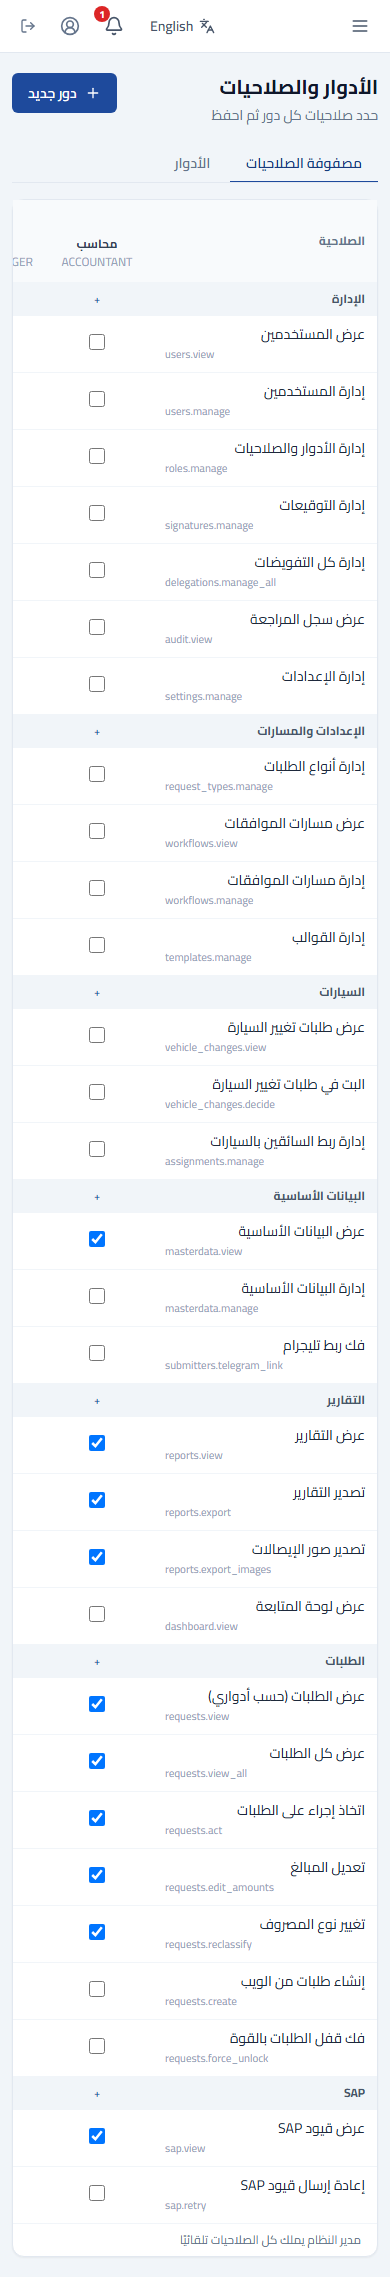 1
English
الأدوار والصلاحيات
حدد صلاحيات كل دور ثم احفظ
+ دور جديد
مصفوفة الصلاحيات
الأدوار
الصلاحية
محاسب
ACCOUNTANT
GER
الإدارة
+
عرض المستخدمين
users.view
إدارة المستخدمين
users.manage
إدارة الأدوار والصلاحيات
roles.manage
إدارة التوقيعات
signatures.manage
إدارة كل التفويضات
delegations.manage_all
عرض سجل المراجعة
audit.view
إدارة الإعدادات
settings.manage
الإعدادات والمسارات
+
إدارة أنواع الطلبات
request_types.manage
عرض مسارات الموافقات
workflows.view
إدارة مسارات الموافقات
workflows.manage
إدارة القوالب
templates.manage
السيارات
+
عرض طلبات تغيير السيارة
vehicle_changes.view
البت في طلبات تغيير السيارة
vehicle_changes.decide
إدارة ربط السائقين بالسيارات
assignments.manage
البيانات الأساسية
+
عرض البيانات الأساسية
masterdata.view
إدارة البيانات الأساسية
masterdata.manage
فك ربط تليجرام
submitters.telegram_link
التقارير
+
عرض التقارير
reports.view
تصدير التقارير
reports.export
تصدير صور الإيصالات
reports.export_images
عرض لوحة المتابعة
dashboard.view
الطلبات
+
عرض الطلبات (حسب أدواري)
requests.view
عرض كل الطلبات
requests.view_all
اتخاذ إجراء على الطلبات
requests.act
تعديل المبالغ
requests.edit_amounts
تغيير نوع المصروف
requests.reclassify
إنشاء طلبات من الويب
requests.create
فك قفل الطلبات بالقوة
requests.force_unlock
SAP
+
عرض قيود SAP
sap.view
إعادة إرسال قيود SAP
sap.retry
مدير النظام يملك كل الصلاحيات تلقائيًا